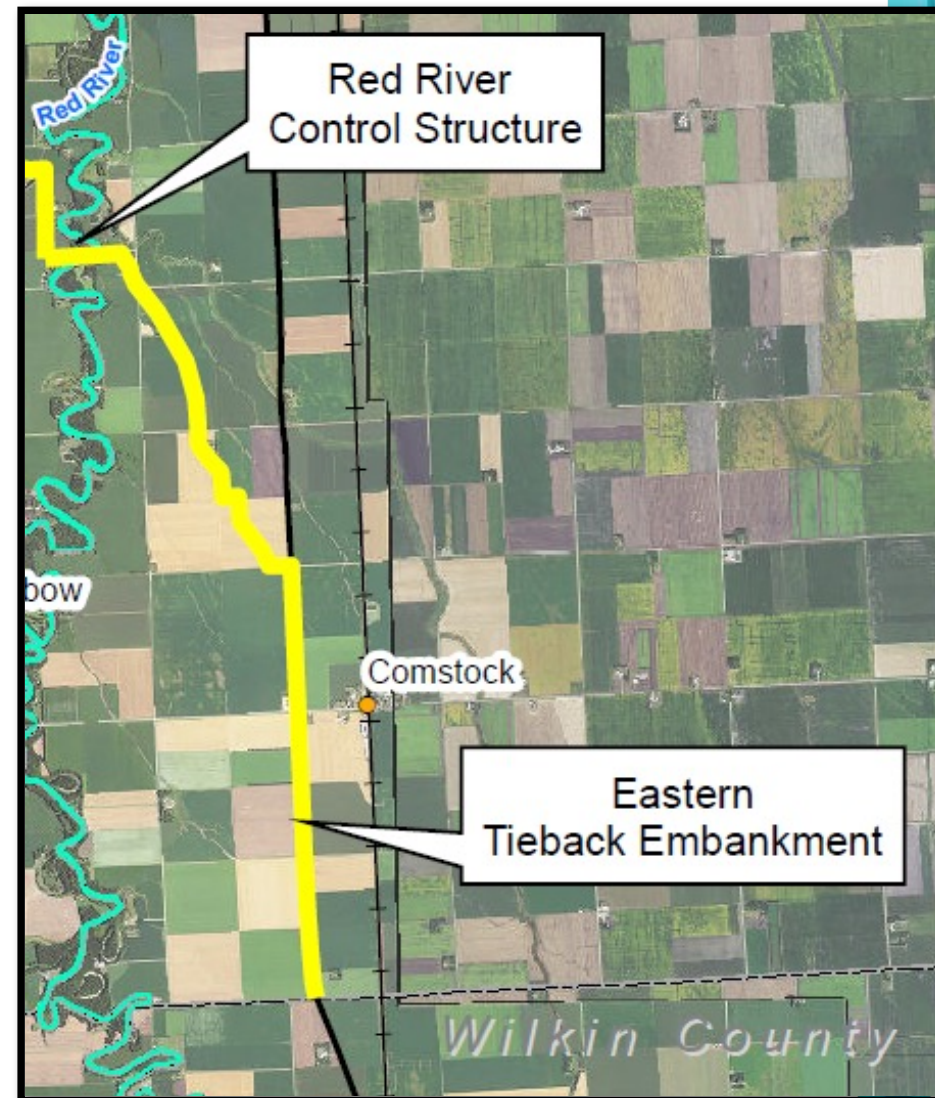 Red River
Red River
Control Structure
bow
Comstock
Eastern
Tieback Embankment
Wilkin County